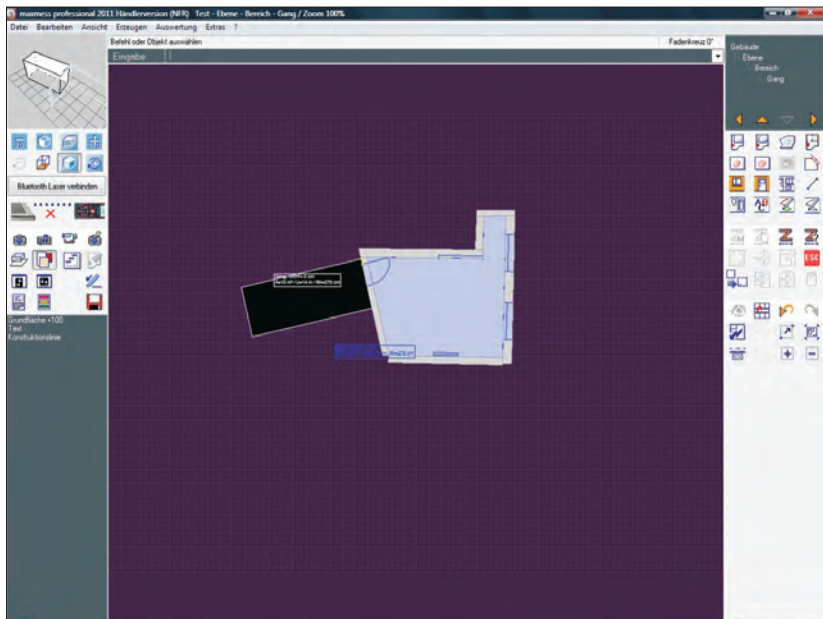 maxmess professional 2011 Händlerversion (NFR) Test - Ebene - Bereich - Gang / Zoom 100%
Datei Bearbeiten Ansicht Erzeugen Auswertung Extras ?
Befehl oder Objekt auswählen
Fadenkreuz 0°
Eingabe
Gebäude
Ebene
Bereich
Gang
Bluetooth Laser verbinden
ESC
Grundfläche +100
Text
Konstruktionslinie